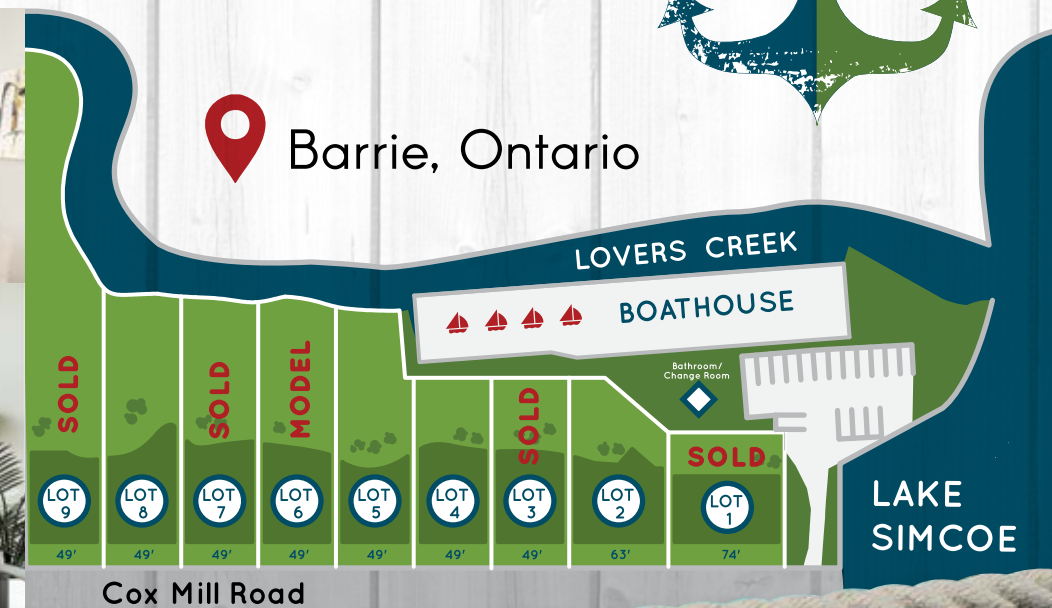 Barrie, Ontario
LOVERS CREEK
BOATHOUSE
Bathroom/
Change Room
SOLD
SOLD
MODEL
SOLD
SOLD
LOT
9
LOT
8
LOT
7
LOT
6
LOT
5
LOT
4
LOT
3
LOT
2
LOT
1
49'
49'
49'
49'
49'
49'
49'
63'
74'
LAKE
SIMCOE
Cox Mill Road